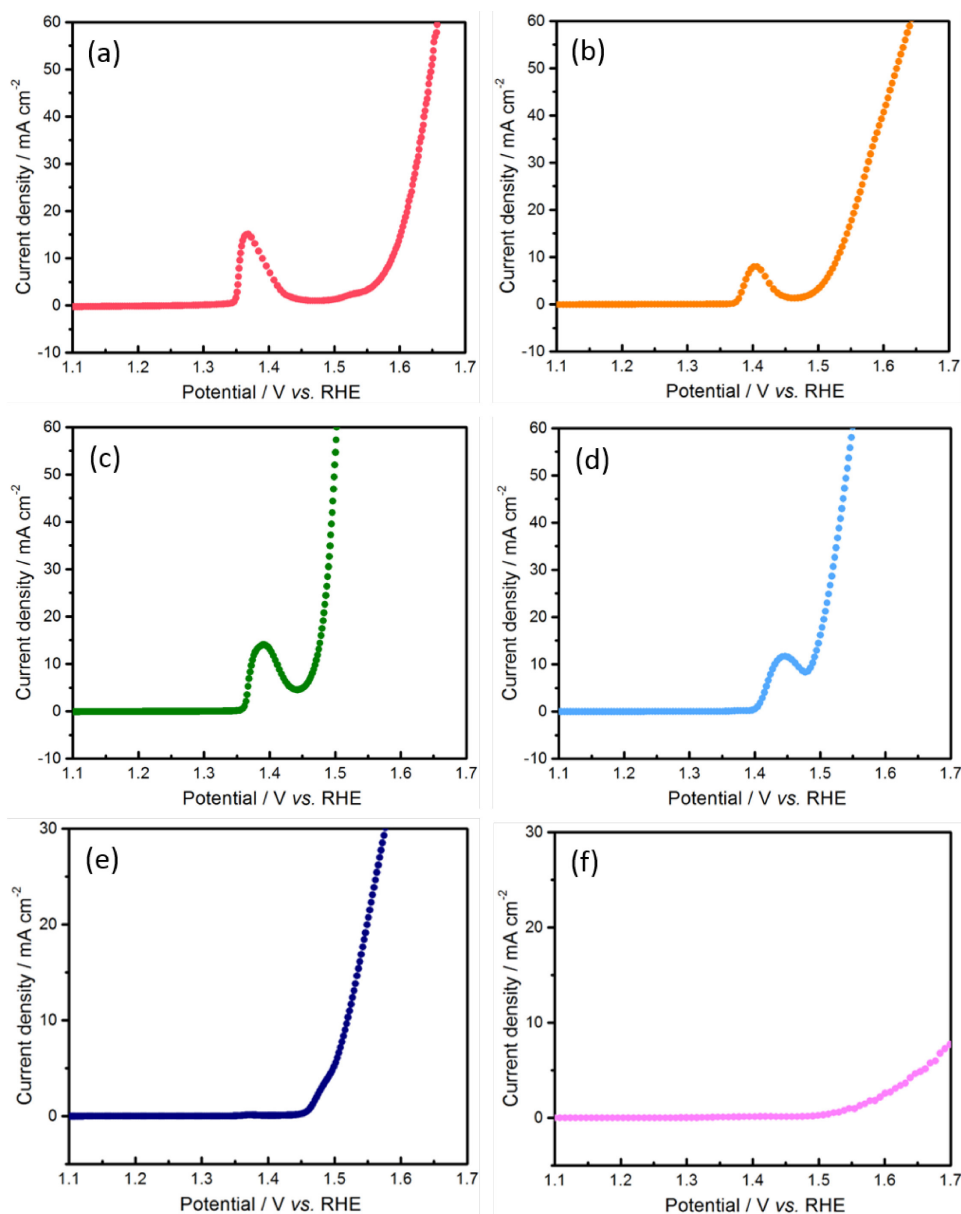 (a)
60
50
40
30
20
10
0
-10
1.1 1.2 1.3 1.4 1.5 1.6 1.7
Current density / mA cm-2
Potential / V vs. RHE
(b)
60
50
40
30
20
10
0
-10
1.1 1.2 1.3 1.4 1.5 1.6 1.7
Current density / mA cm-2
Potential / V vs. RHE
(c)
60
50
40
30
20
10
0
-10
1.1 1.2 1.3 1.4 1.5 1.6 1.7
Current density / mA cm-2
Potential / V vs. RHE
(d)
60
50
40
30
20
10
0
-10
1.1 1.2 1.3 1.4 1.5 1.6 1.7
Current density / mA cm-2
Potential / V vs. RHE
(e)
30
20
10
0
1.1 1.2 1.3 1.4 1.5 1.6 1.7
Current density / mA cm-2
Potential / V vs. RHE
(f)
30
20
10
0
1.1 1.2 1.3 1.4 1.5 1.6 1.7
Current density / mA cm-2
Potential / V vs. RHE